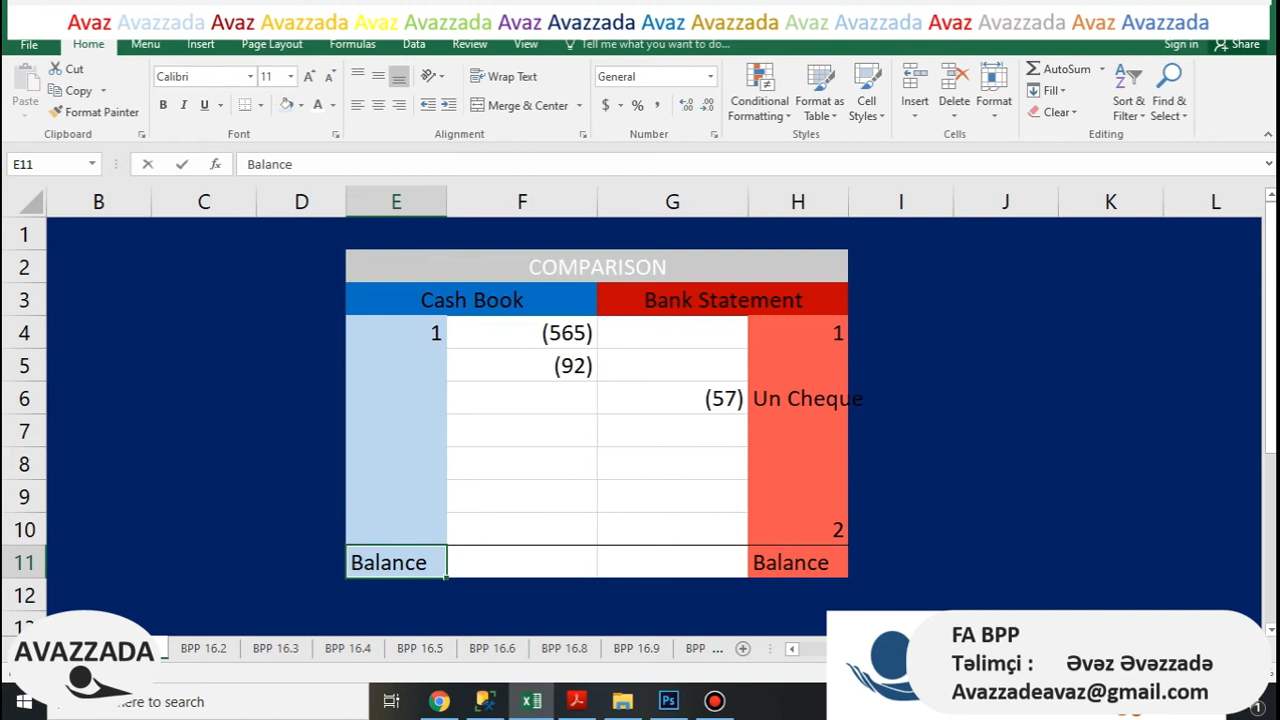 Avaz Avazzada Avaz Avazzada Avaz Avazzada Avaz Avazzada Avaz Avazzada Avaz Avazzada Avaz Avazzada Avaz Avazzada
File Home Menu Insert Page Layout Formulas Data Review View Tell me what you want to do... Sign in Share
Paste Cut
Copy
Format Painter
Calibri 11
B I U
Wrap Text
Merge & Center
General
$ % ,
Conditional Formatting
Format as Table
Cell Styles
Insert Delete Format
AutoSum
Fill
Clear
Sort & Filter
Find & Select
Clipboard Font Alignment Number Styles Cells Editing
E11 fx Balance
B C D E F G H I J K L
1
2 COMPARISON
3 Cash Book Bank Statement
4 1 (565) 1
5 (92)
6 (57) Un Cheque
7
8
9
10 2
11 Balance Balance
12
AVAZZADA
BPP 16.2 BPP 16.3 BPP 16.4 BPP 16.5 BPP 16.6 BPP 16.8 BPP 16.9 BPP ...
FA BPP
Təlimçi : Əvəz Əvəzzadə
Avazzadeavaz@gmail.com
here to search
1